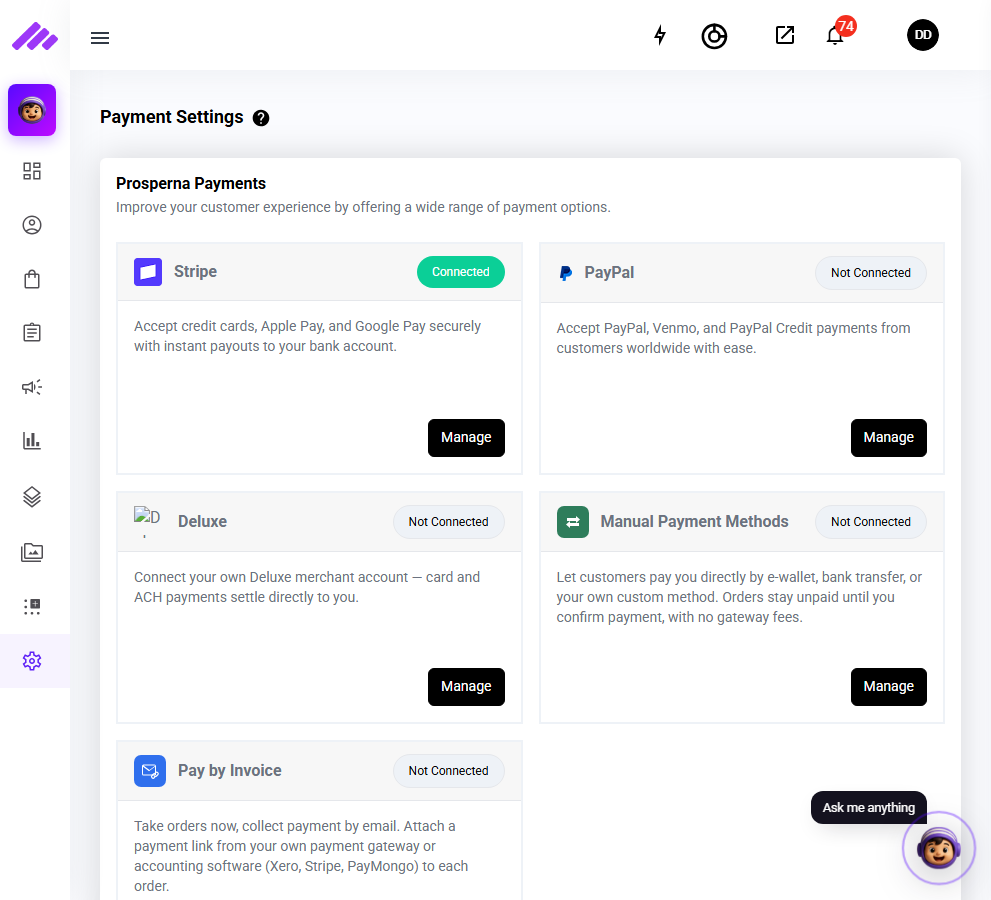 74
DD
Payment Settings
Prosperna Payments
Improve your customer experience by offering a wide range of payment options.
Stripe
Connected
Accept credit cards, Apple Pay, and Google Pay securely
with instant payouts to your bank account.
Manage
PayPal
Not Connected
Accept PayPal, Venmo, and PayPal Credit payments from
customers worldwide with ease.
Manage
D
Deluxe
Not Connected
Connect your own Deluxe merchant account — card and
ACH payments settle directly to you.
Manage
Manual Payment Methods
Not Connected
Let customers pay you directly by e-wallet, bank transfer, or
your own custom method. Orders stay unpaid until you
confirm payment, with no gateway fees.
Manage
Pay by Invoice
Not Connected
Take orders now, collect payment by email. Attach a
payment link from your own payment gateway or
accounting software (Xero, Stripe, PayMongo) to each
order.
Ask me anything